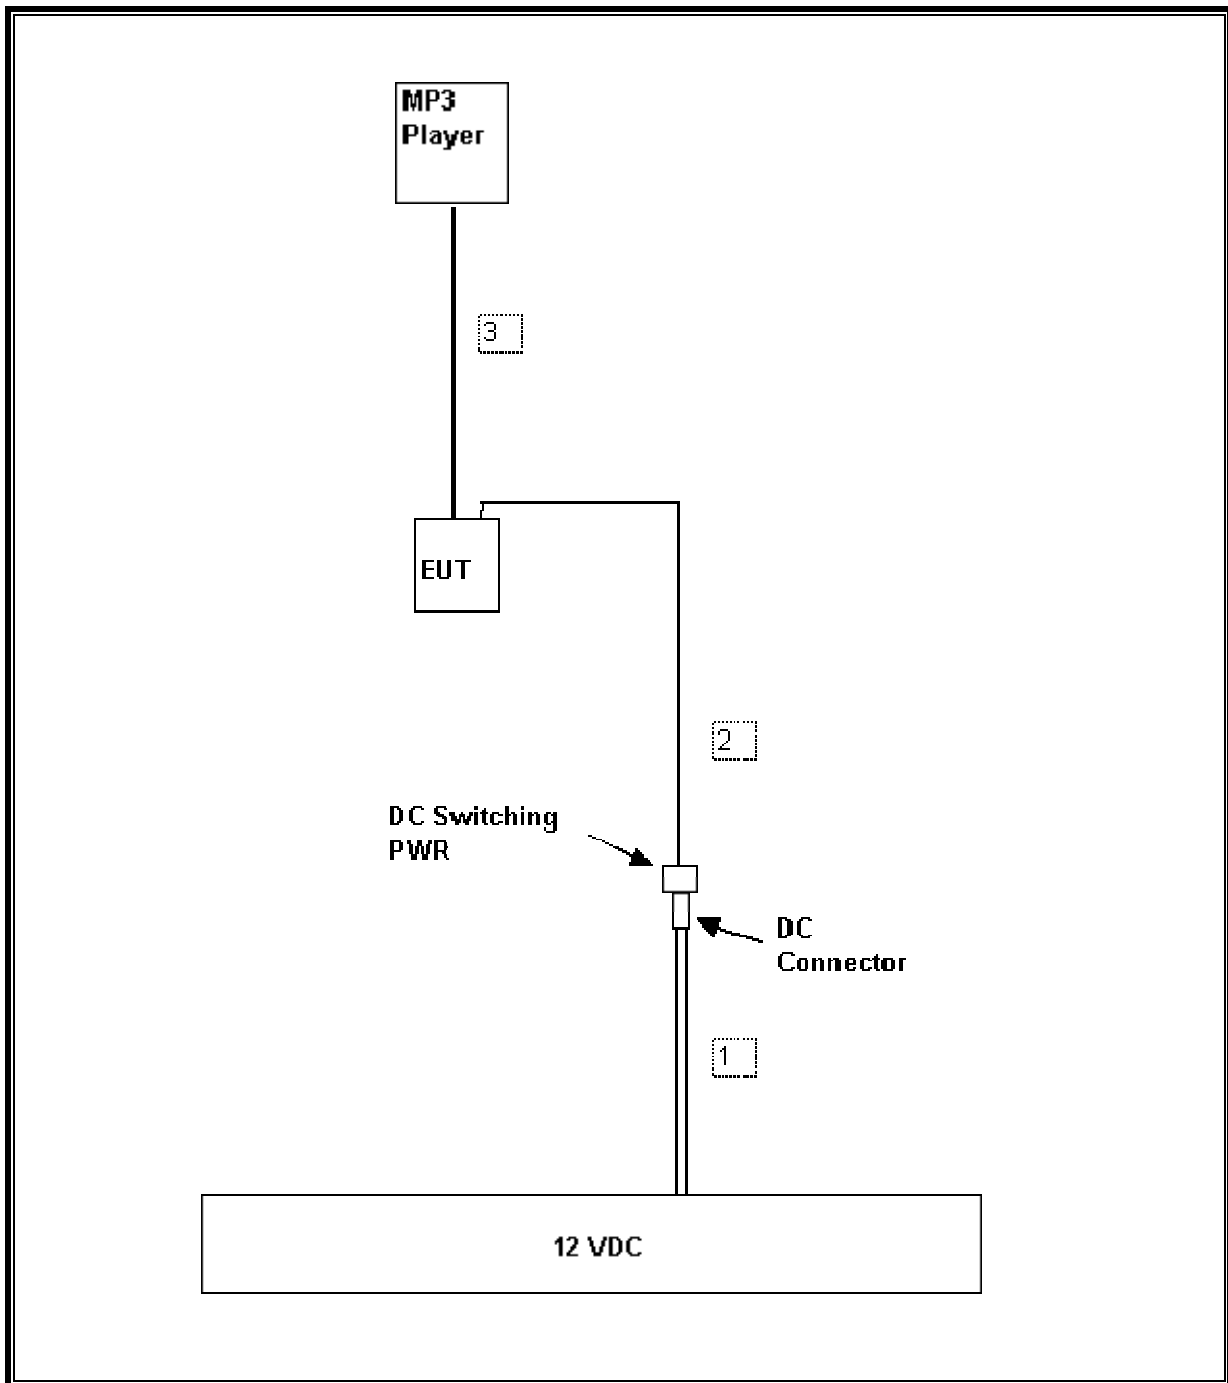 MP3
Player
3
EUT
2
DC Switching
PWR
DC
Connector
1
12 VDC